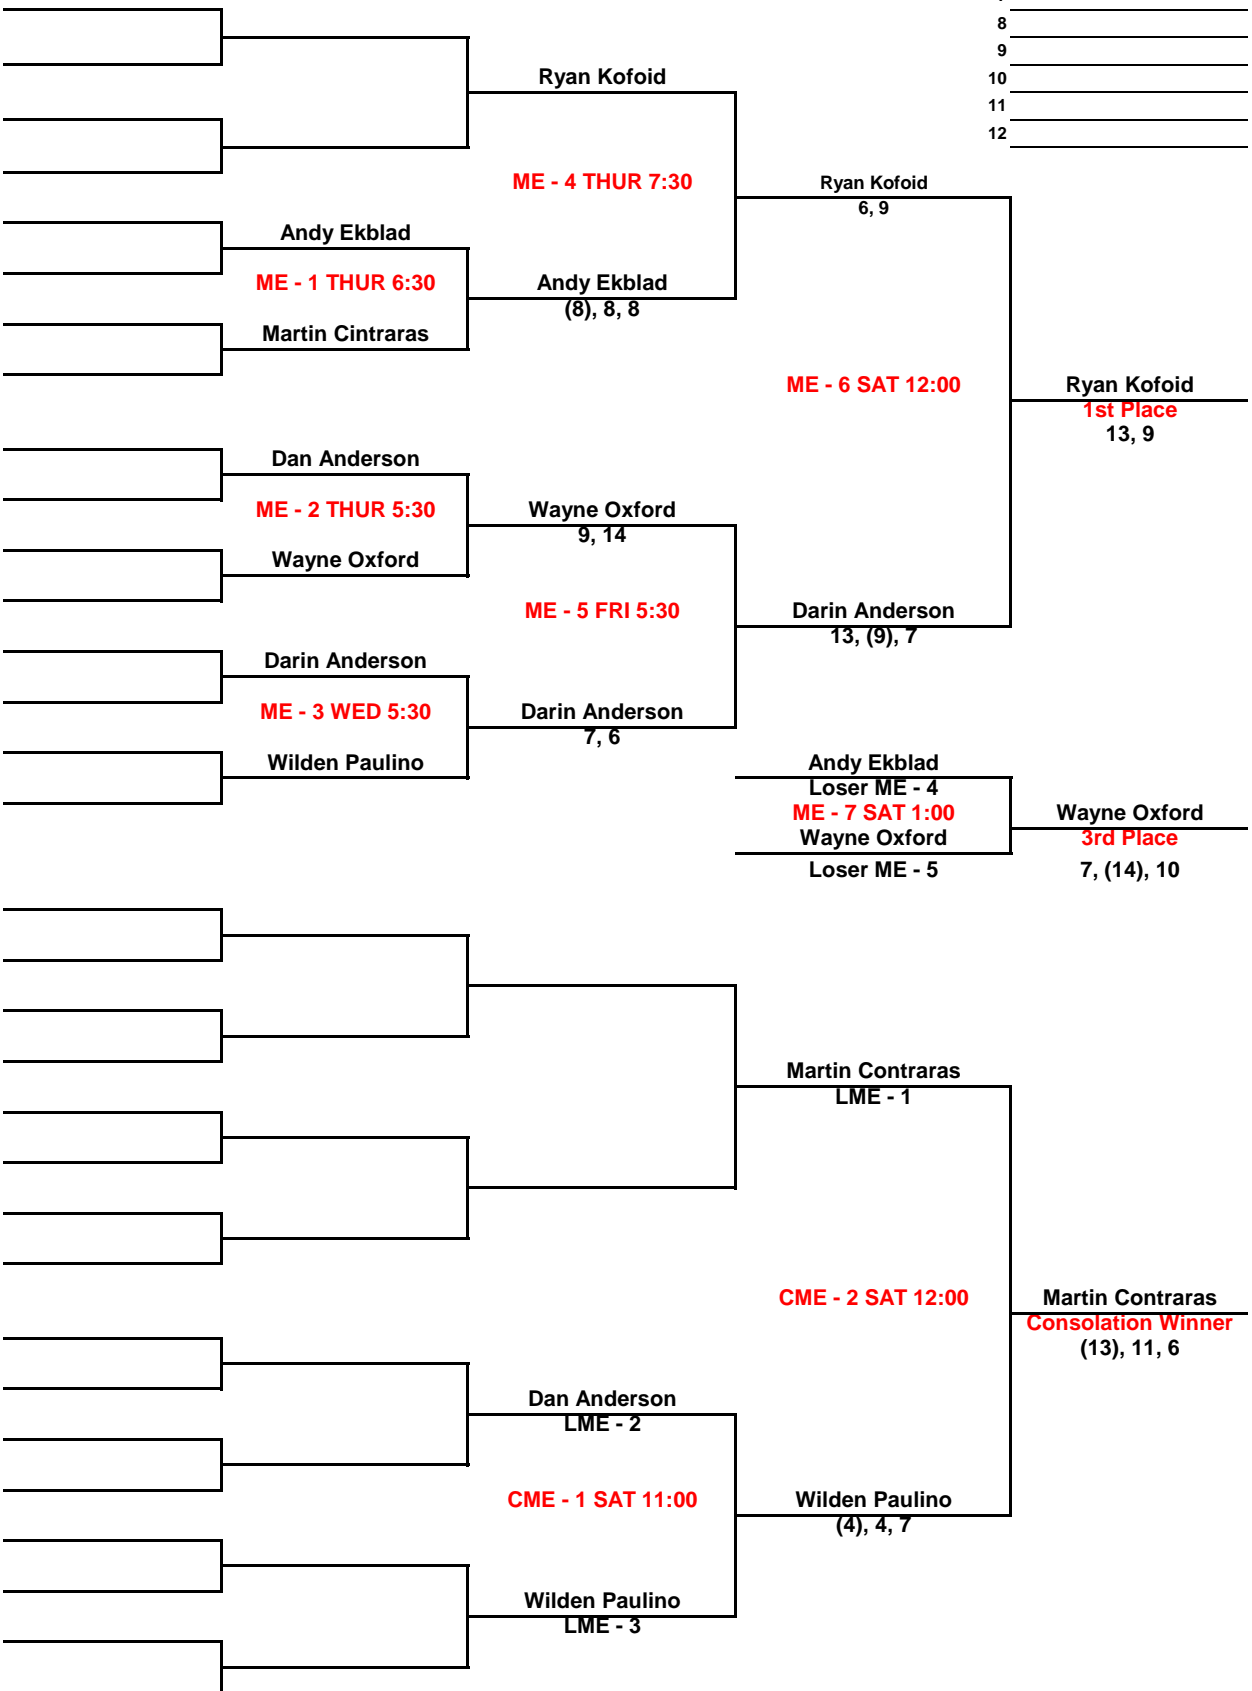 8
9
Ryan Kofoid
10
11
12
ME - 4 THUR 7:30
Ryan Kofoid
6, 9
Andy Ekblad
ME - 1 THUR 6:30
Andy Ekblad
(8), 8, 8
Martin Cintraras
ME - 6 SAT 12:00
Ryan Kofoid
1st Place
13, 9
Dan Anderson
ME - 2 THUR 5:30
Wayne Oxford
9, 14
Wayne Oxford
ME - 5 FRI 5:30
Darin Anderson
13, (9), 7
Darin Anderson
ME - 3 WED 5:30
Darin Anderson
7, 6
Wilden Paulino
Andy Ekblad
Loser ME - 4
ME - 7 SAT 1:00
Wayne Oxford
Wayne Oxford
3rd Place
Loser ME - 5
7, (14), 10
Martin Contraras
LME - 1
CME - 2 SAT 12:00
Martin Contraras
Consolation Winner
(13), 11, 6
Dan Anderson
LME - 2
CME - 1 SAT 11:00
Wilden Paulino
(4), 4, 7
Wilden Paulino
LME - 3